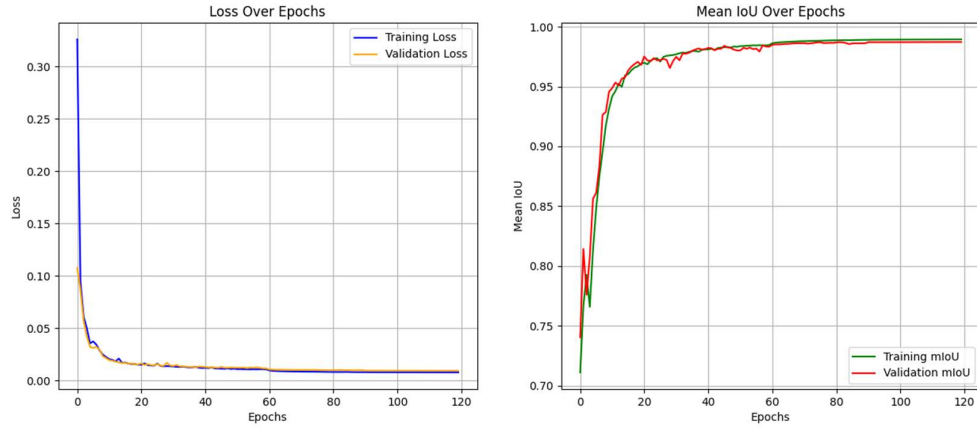 Loss Over Epochs
Training Loss
Validation Loss
0.30
0.25
0.20
0.15
0.10
0.05
0.00
Loss
0
20
40
60
80
100
120
Epochs
Mean IoU Over Epochs
1.00
0.95
0.90
0.85
0.80
0.75
0.70
Mean IoU
Training mIoU
Validation mIoU
0
20
40
60
80
100
120
Epochs